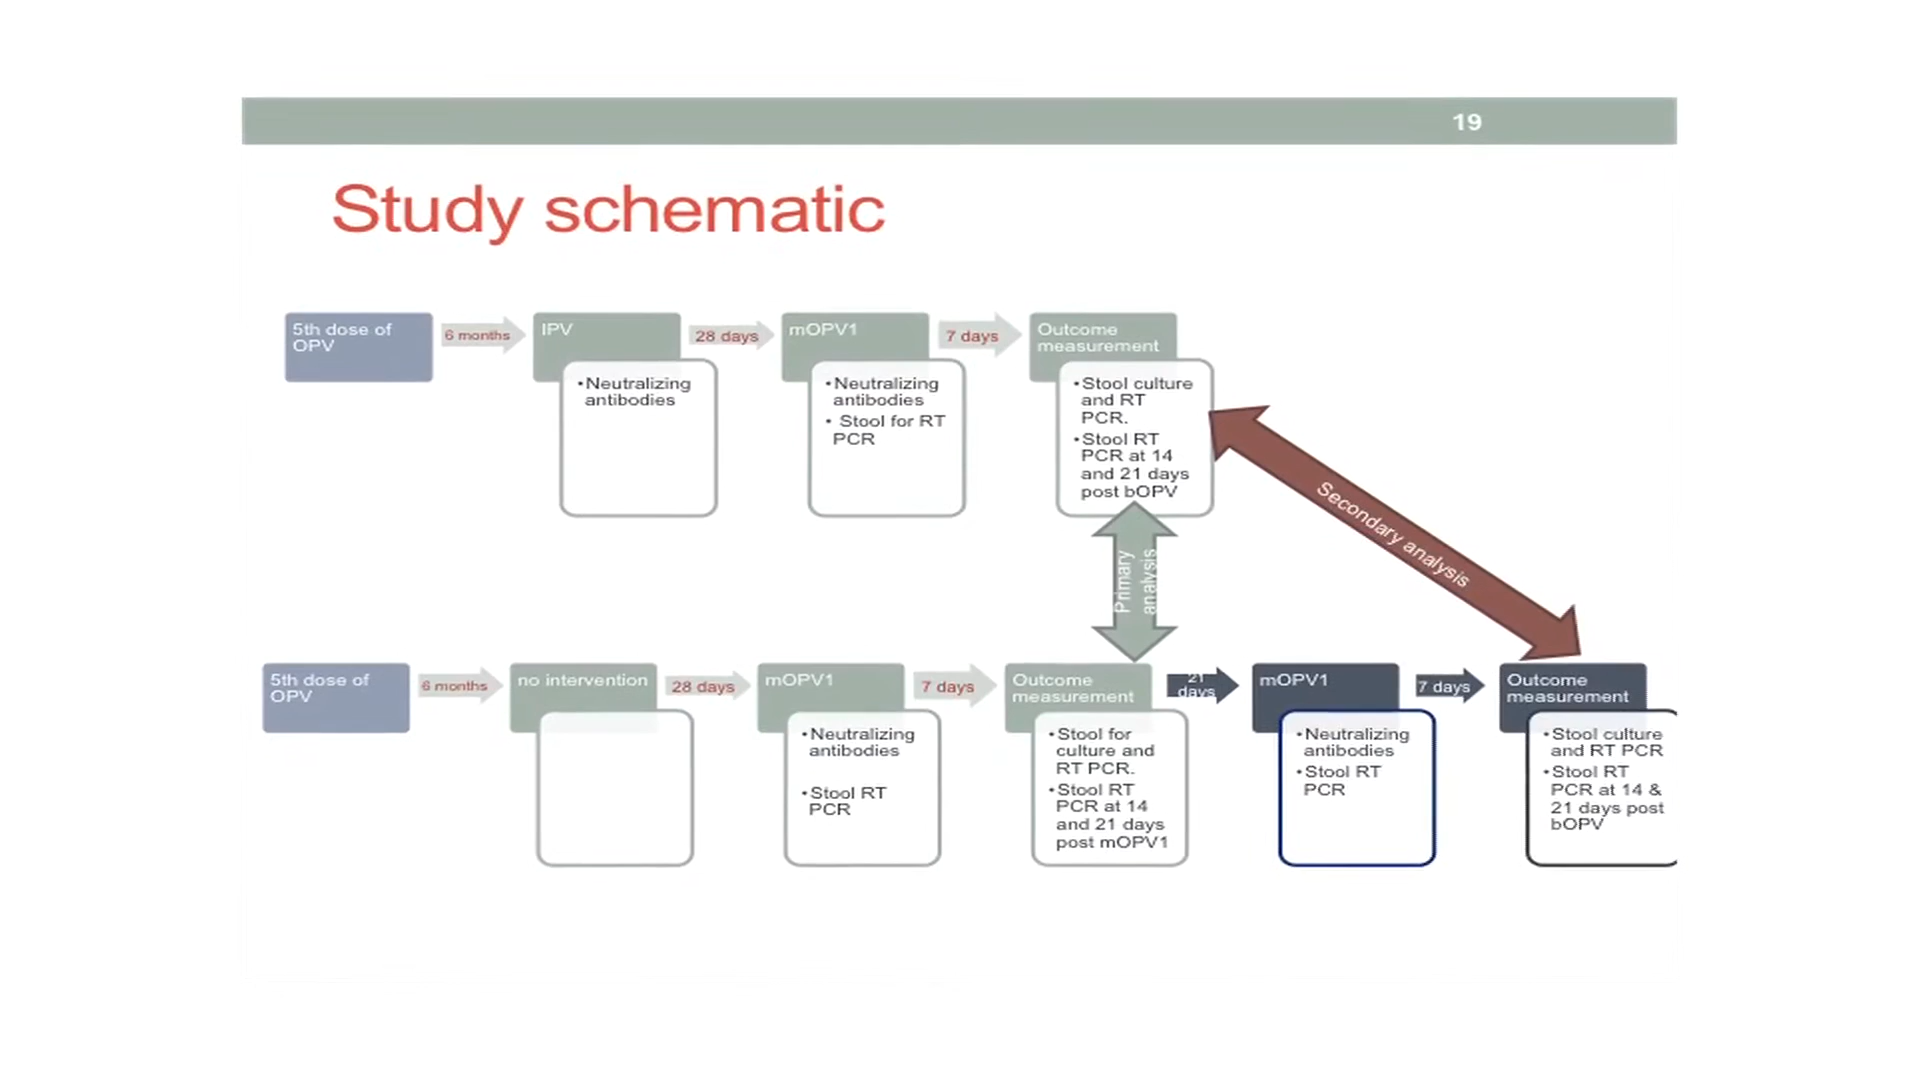 19
Study schematic
5th dose of
OPV
6 months
IPV
•Neutralizing
antibodies
28 days
mOPV1
•Neutralizing
antibodies
• Stool for RT
PCR
7 days
Outcome
measurement
•Stool culture
and RT
PCR.
•Stool RT
PCR at 14
and 21 days
post bOPV
Primary
analysis
Secondary analysis
5th dose of
OPV
6 months
no intervention
28 days
mOPV1
•Neutralizing
antibodies
•Stool RT
PCR
7 days
Outcome
measurement
•Stool for
culture and
RT PCR.
•Stool RT
PCR at 14
and 21 days
post mOPV1
21
days
mOPV1
•Neutralizing
antibodies
•Stool RT
PCR
7 days
Outcome
measurement
•Stool culture
and RT PCR
•Stool RT
PCR at 14 &
21 days post
bOPV